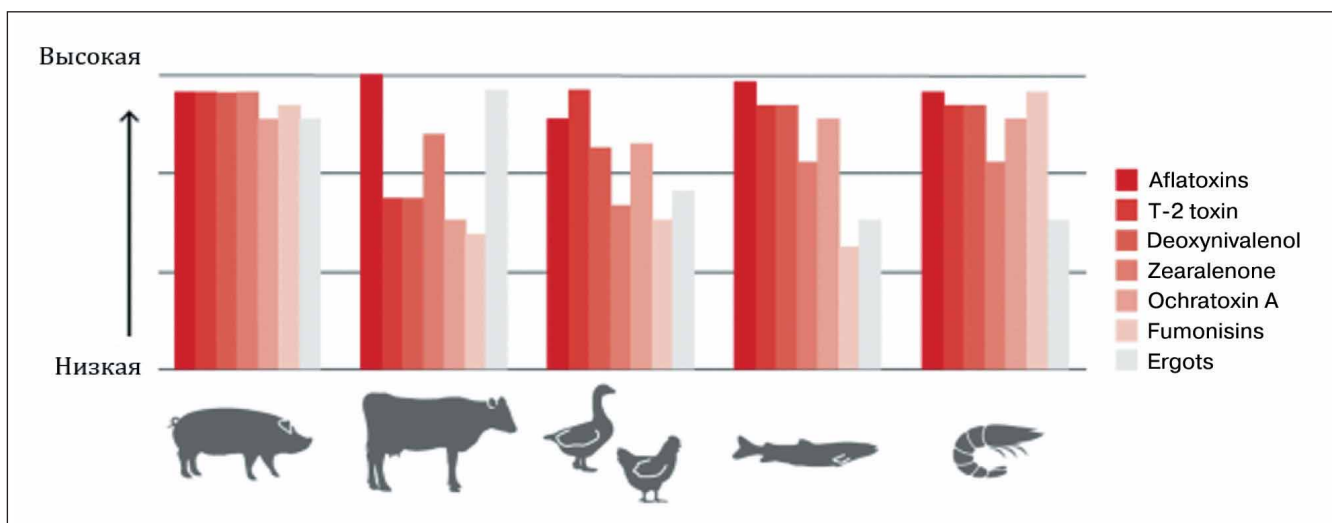 Высокая
Низкая
Aflatoxins
T-2 toxin
Deoxynivalenol
Zearalenone
Ochratoxin A
Fumonisins
Ergots